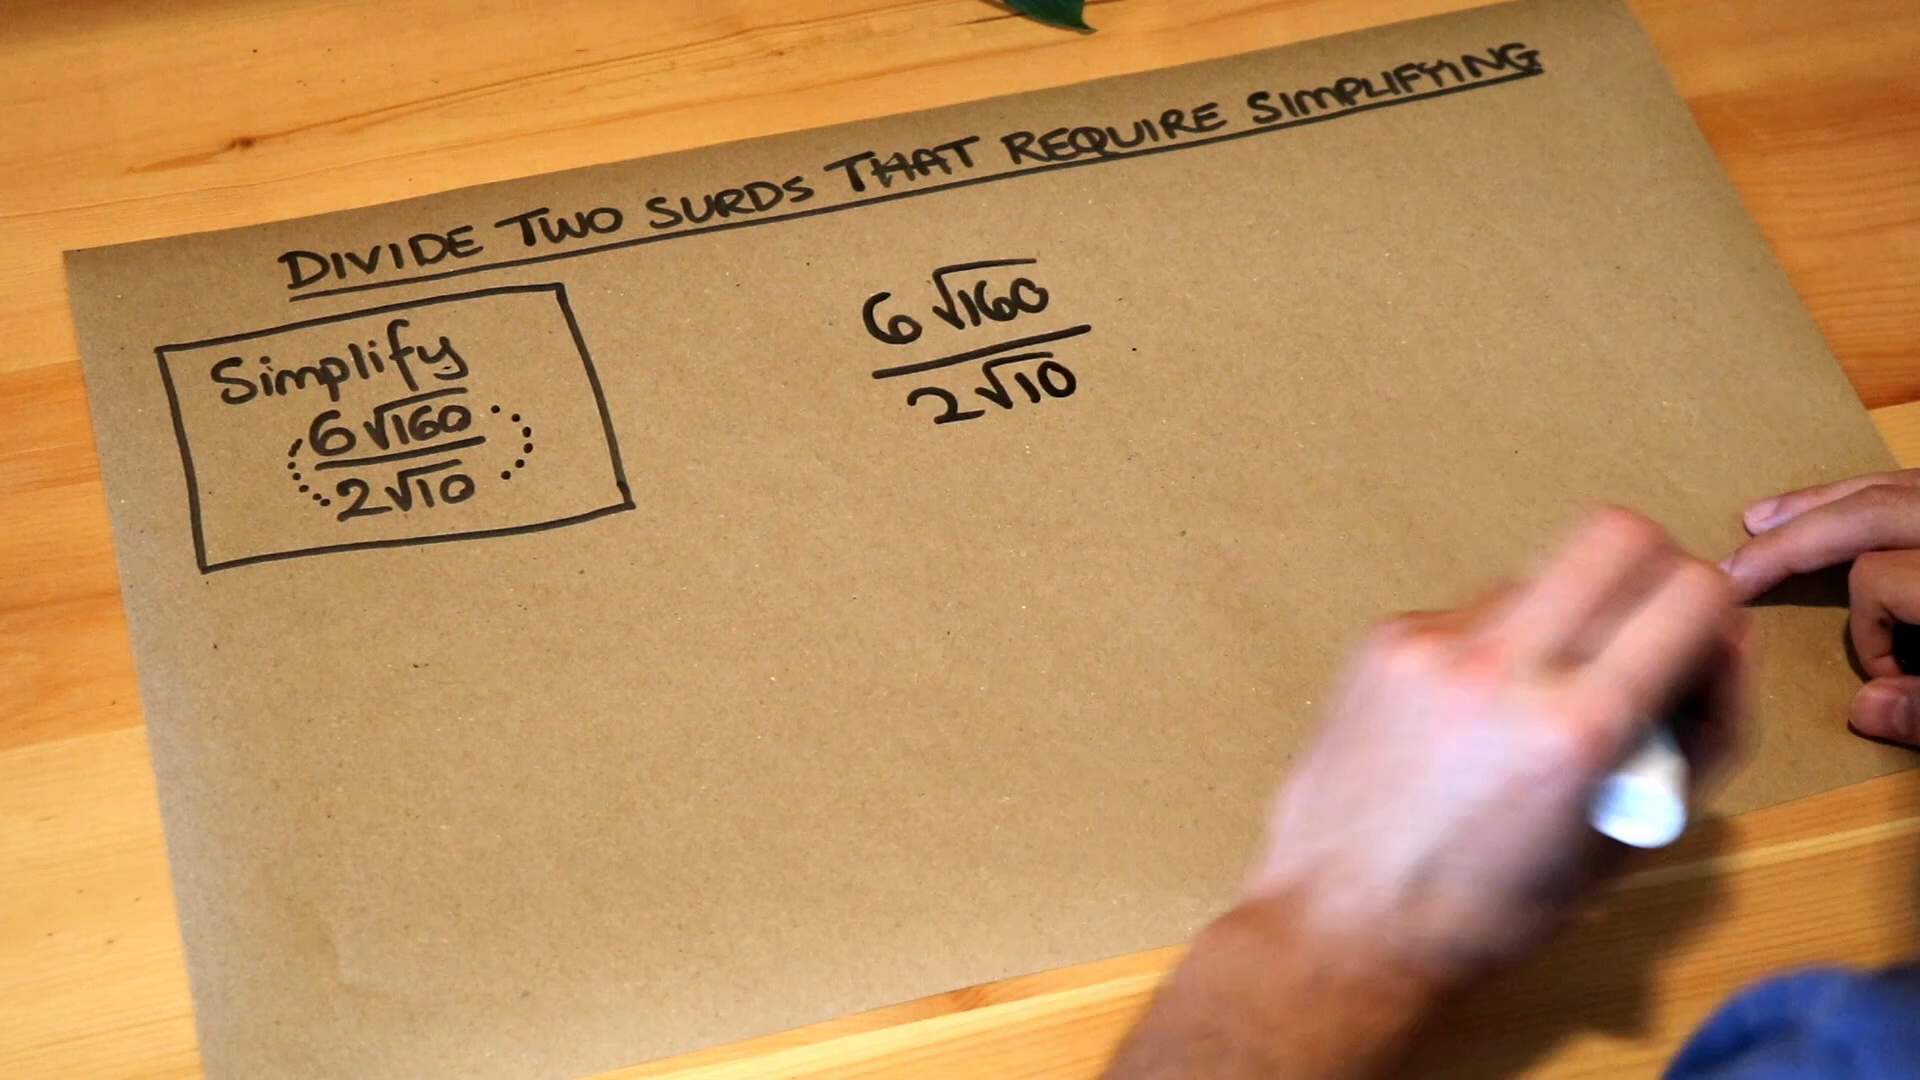 DIVIDE TWO SURDS THAT REQUIRE SIMPLIFYING
Simplify
6√160
2√10
6√160
2√10